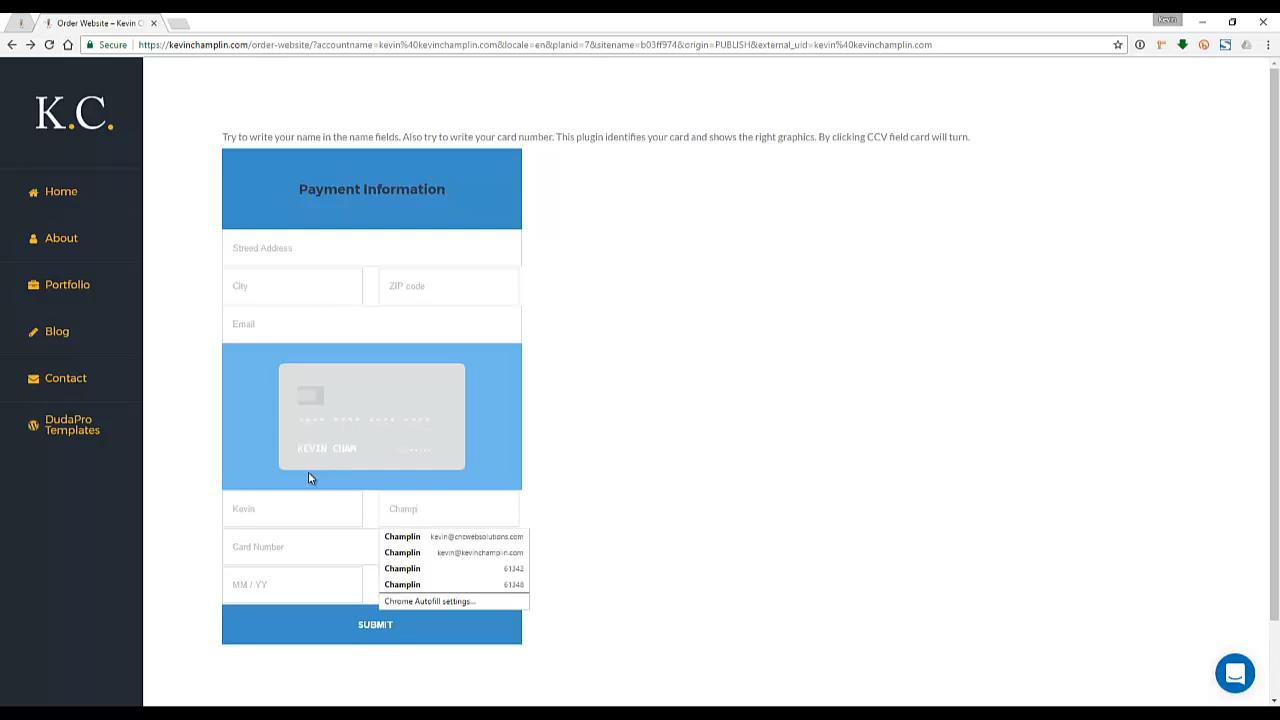 Order Website – Kevin C
Kevin
Secure https://kevinchamplin.com/order-website/?accountname=kevin%40kevinchamplin.com&locale=en&planid=7&sitename=b03ff974&origin=PUBLISH&external_uid=kevin%40kevinchamplin.com
K.C.
Home
About
Portfolio
Blog
Contact
DudaPro
Templates
Try to write your name in the name fields. Also try to write your card number. This plugin identifies your card and shows the right graphics. By clicking CCV field card will turn.
Payment Information
Streed Address
City ZIP code
Email
KEVIN CHAM
Kevin Champ
Card Number
MM / YY
Champlin kevin@cncwebsolutions.com
Champlin kevin@kevinchamplin.com
Champlin 61342
Champlin 61348
Chrome Autofill settings...
SUBMIT